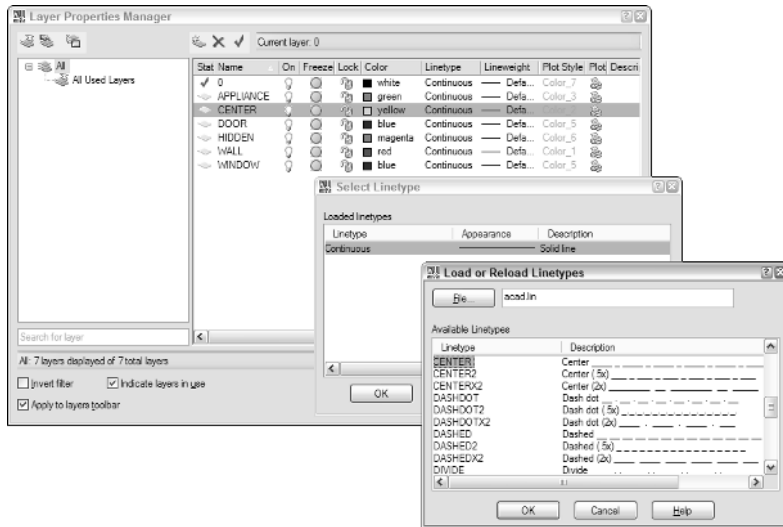 Layer Properties Manager
Current layer: 0
All
All Used Layers
Stat Name On Freeze Lock Color Linetype Lineweight Plot Style Plot Descri
0 white Continuous Defa... Color_7
APPLIANCE green Continuous Defa... Color_3
CENTER yellow Continuous Defa... Color_2
DOOR blue Continuous Defa... Color_5
HIDDEN magenta Continuous Defa... Color_6
WALL red Continuous Defa... Color_1
WINDOW blue Continuous Defa... Color_5
Search for layer
All: 7 layers displayed of 7 total layers
Invert filter
Indicate layers in use
Apply to layers toolbar
Select Linetype
Loaded linetypes
Linetype Appearance Description
Continuous Solid line
OK
Load or Reload Linetypes
File... acad.lin
Available Linetypes
Linetype Description
CENTER Center
CENTER2 Center (.5x)
CENTERX2 Center (2x)
DASHDOT Dash dot
DASHDOT2 Dash dot (.5x)
DASHDOTX2 Dash dot (2x)
DASHED Dashed
DASHED2 Dashed (.5x)
DASHEDX2 Dashed (2x)
DIVIDE Divide
OK Cancel Help